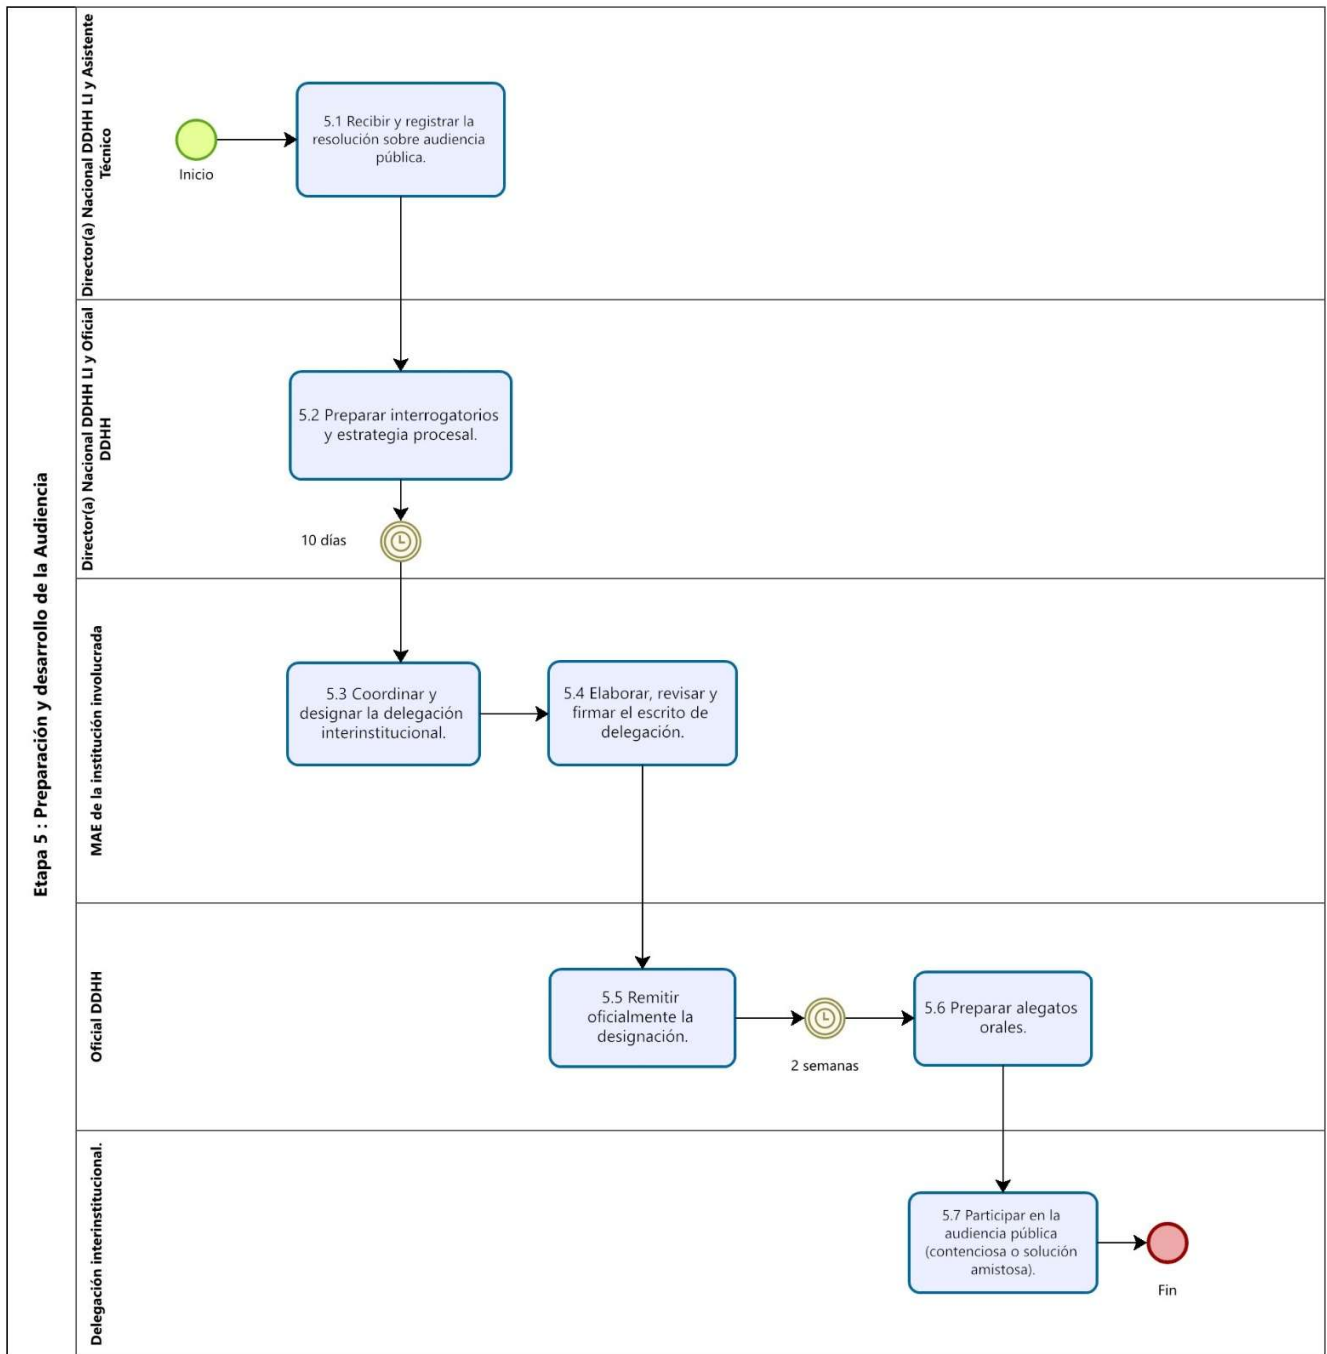 Etapa 5 : Preparación y desarrollo de la Audiencia
Director(a) Nacional DDHH LI y Asistente
Técnico
Inicio
5.1 Recibir y registrar la
resolución sobre audiencia
pública.
Director(a) Nacional DDHH LI y Oficial
DDHH
5.2 Preparar interrogatorios
y estrategia procesal.
10 días
MAE de la institución involucrada
5.3 Coordinar y
designar la delegación
interinstitucional.
5.4 Elaborar, revisar y
firmar el escrito de
delegación.
Oficial DDHH
5.5 Remitir
oficialmente la
designación.
2 semanas
5.6 Preparar alegatos
orales.
Delegación interinstitucional.
5.7 Participar en la
audiencia pública
(contenciosa o solución
amistosa).
Fin